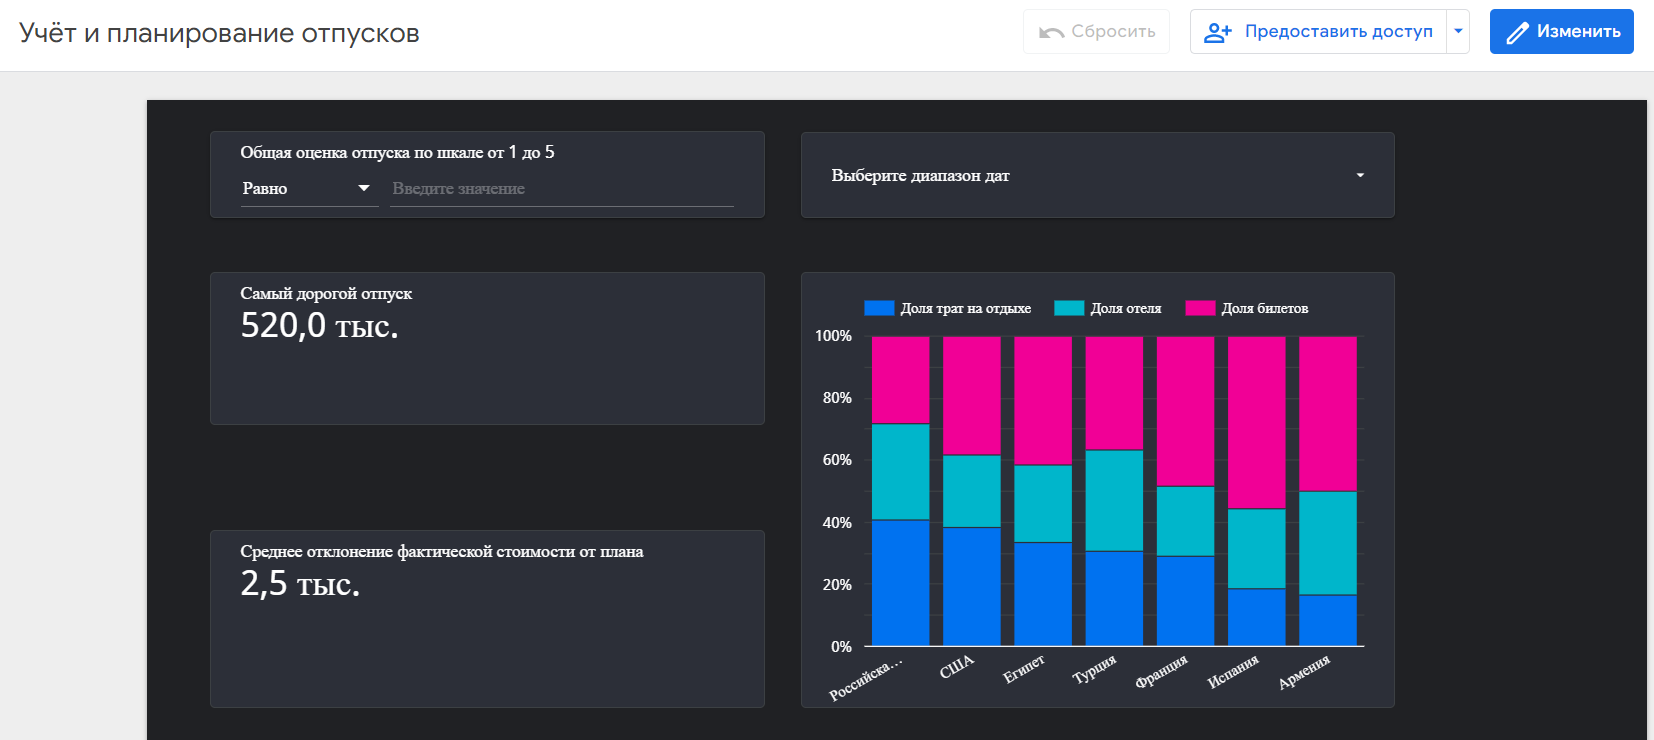 Учёт и планирование отпусков
Сбросить
Предоставить доступ
Изменить
Общая оценка отпуска по шкале от 1 до 5
Равно
Введите значение
Выберите диапазон дат
Самый дорогой отпуск
520,0 тыс.
Среднее отклонение фактической стоимости от плана
2,5 тыс.
Доля трат на отдыхе
Доля отеля
Доля билетов
100%
80%
60%
40%
20%
0%
Российска...
США
Египет
Турция
Франция
Испания
Армения